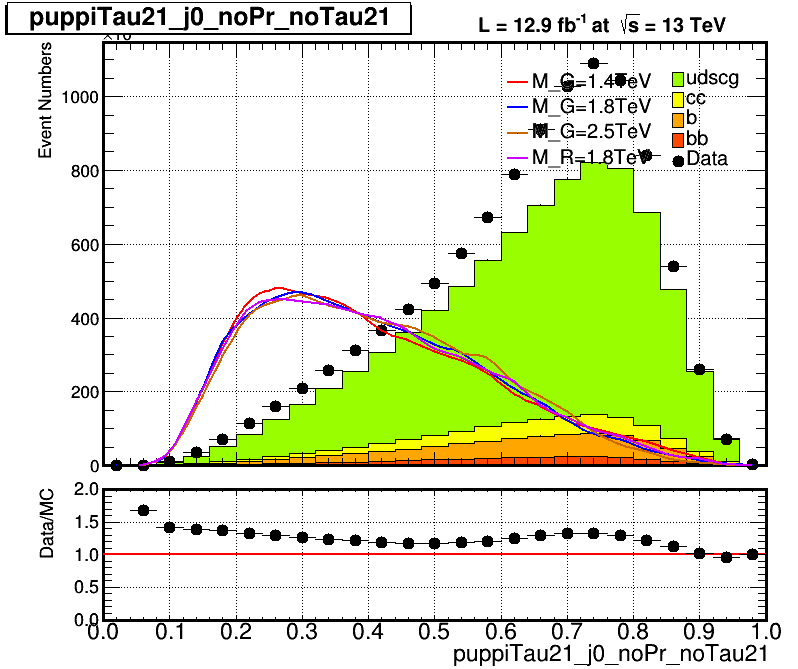 puppiTau21_j0_noPr_noTau21
L = 12.9 fb-1 at √s = 13 TeV
Event Numbers
1000
800
600
400
200
0
M_G=1.4TeV
M_G=1.8TeV
M_G=2.5TeV
M_R=1.8TeV
udscg
cc
b
bb
Data
Data/MC
2.0
1.5
1.0
0.5
0.0
0.0 0.1 0.2 0.3 0.4 0.5 0.6 0.7 0.8 0.9 1.0
puppiTau21_j0_noPr_noTau21